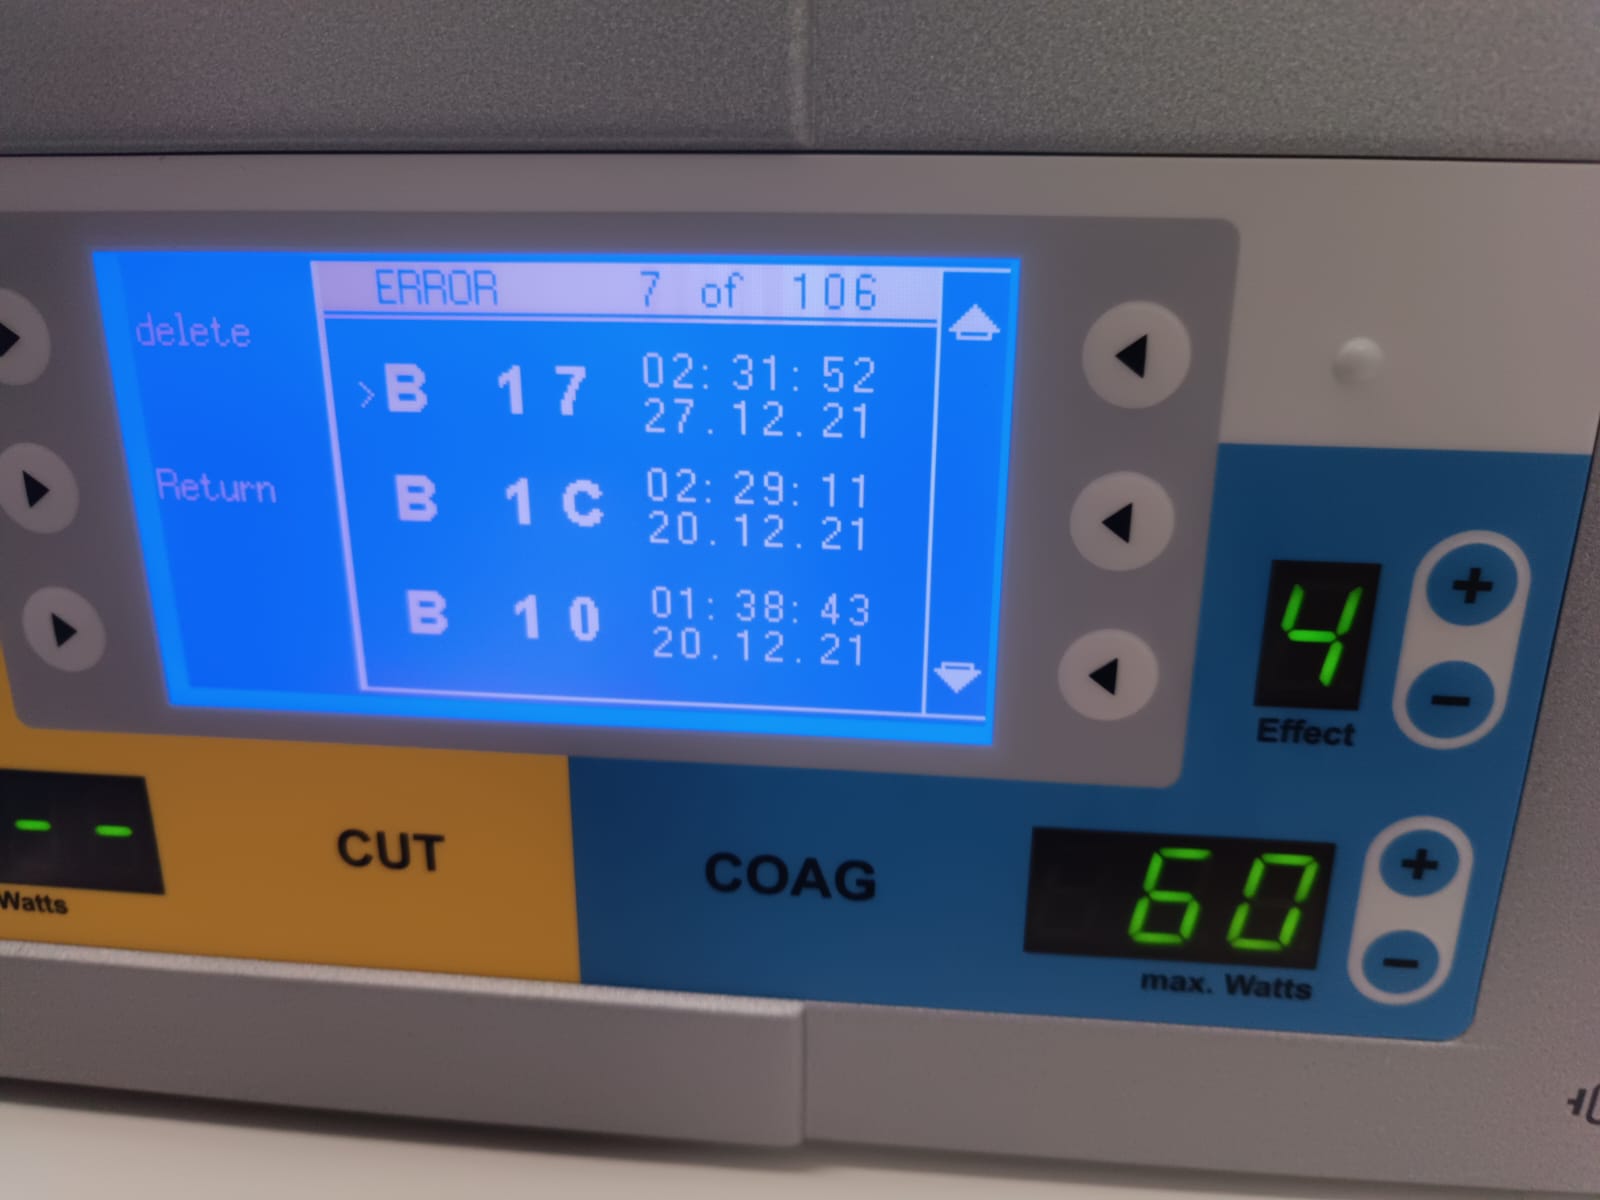 ERROR 7 of 106
delete
>B 17 02:31:52
27.12.21
Return
B 1C 02:29:11
20.12.21
B 10 01:38:43
20.12.21
4
+
-
Effect
- -
Watts
CUT
COAG
60
+
-
max. Watts